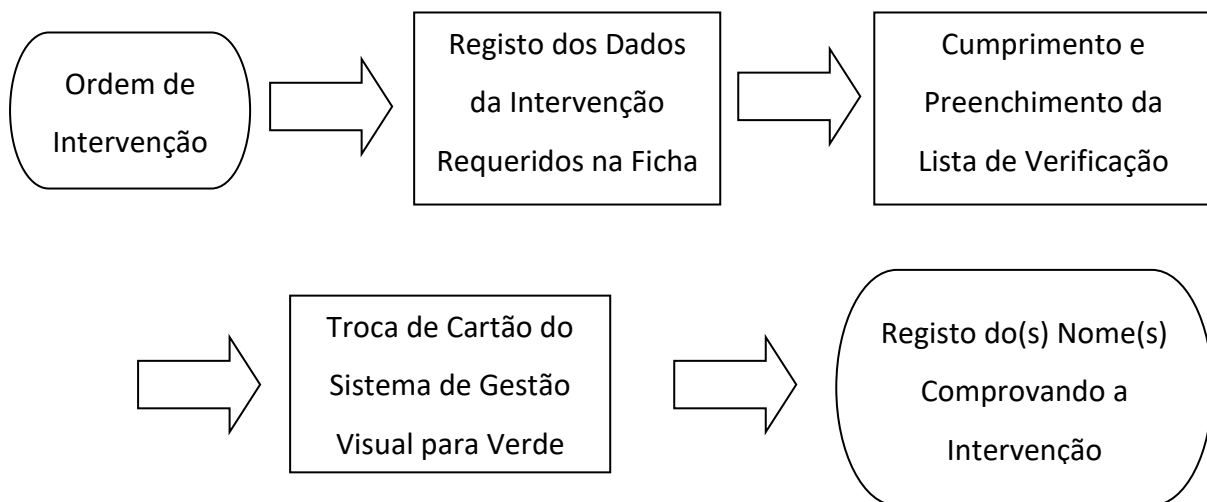 Ordem de
Intervenção
Registo dos Dados
da Intervenção
Requeridos na Ficha
Cumprimento e
Preenchimento da
Lista de Verificação
Troca de Cartão do
Sistema de Gestão
Visual para Verde
Registo do(s) Nome(s)
Comprovando a
Intervenção